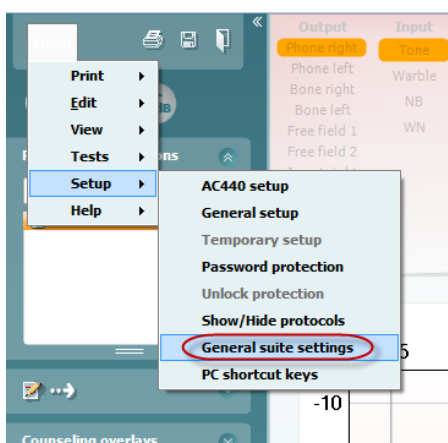 «
Output Input
Phone right Tone
Phone left Warble
Bone right NB
Bone left WN
Free field 1
Free field 2
Print
Edit
View
Tests
Setup
Help
AC440 setup
General setup
Temporary setup
Password protection
Unlock protection
Show/Hide protocols
General suite settings
PC shortcut keys
5
-10
Counseling overlays